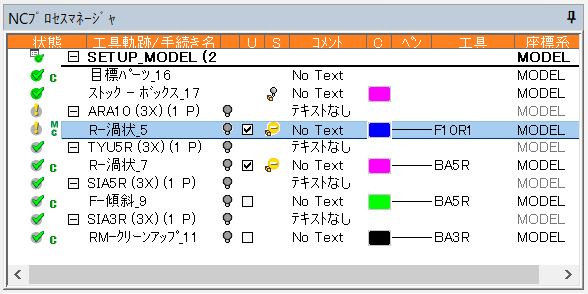 NCﾌﾟﾛｾｽﾏﾈｰｼﾞｬ
状態 工具軌跡/手続き名 U S ｺﾒﾝﾄ C ﾍﾟﾝ 工具 座標系
SETUP_MODEL (2 MODEL
C 目標ﾊﾟｰﾂ_16 No Text MODEL
ｽﾄｯｸ - ﾎﾞｯｸｽ_17 No Text MODEL
ARA10 (3X) (1 P) ﾃｷｽﾄなし MODEL
M C R-渦状_5 No Text F10R1 MODEL
TYU5R (3X) (1 P) ﾃｷｽﾄなし MODEL
C R-渦状_7 No Text BA5R MODEL
SIA5R (3X) (1 P) ﾃｷｽﾄなし MODEL
C F-傾斜_9 No Text BA5R MODEL
SIA3R (3X) (1 P) ﾃｷｽﾄなし MODEL
C RM-ｸﾘｰﾝｱｯﾌﾟ_11 No Text BA3R MODEL